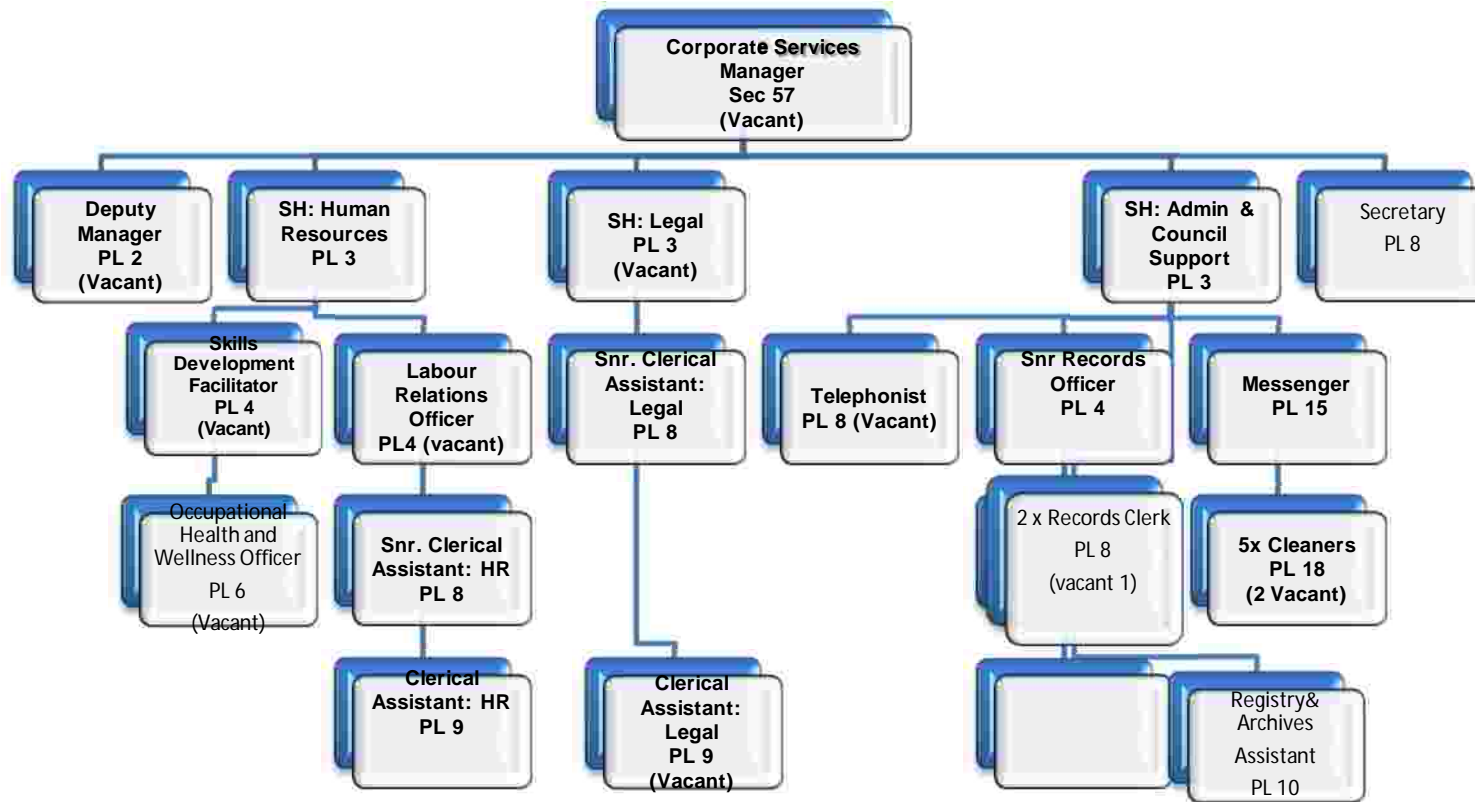 Corporate Services
Manager
Sec 57
(Vacant)
Deputy
Manager
PL 2
(Vacant)
SH: Human
Resources
PL 3
SH: Legal
PL 3
(Vacant)
SH: Admin &
Council
Support
PL 3
Secretary
PL 8
Skills
Development
Facilitator
PL 4
(Vacant)
Labour
Relations
Officer
PL4 (vacant)
Snr. Clerical
Assistant:
Legal
PL 8
Telephonist
PL 8 (Vacant)
Snr Records
Officer
PL 4
Messenger
PL 15
Occupational
Health and
Wellness Officer
PL 6
(Vacant)
Snr. Clerical
Assistant: HR
PL 8
2 x Records Clerk
PL 8
(vacant 1)
5x Cleaners
PL 18
(2 Vacant)
Clerical
Assistant: HR
PL 9
Clerical
Assistant:
Legal
PL 9
(Vacant)
Registry&
Archives
Assistant
PL 10